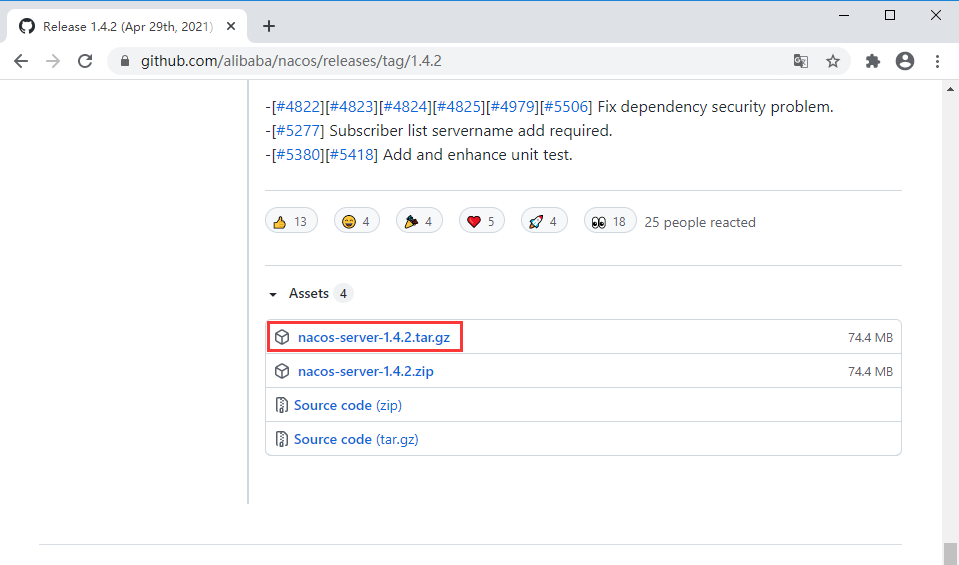 Release 1.4.2 (Apr 29th, 2021)
github.com/alibaba/nacos/releases/tag/1.4.2
-[#4822][#4823][#4824][#4825][#4979][#5506] Fix dependency security problem.
-[#5277] Subscriber list servername add required.
-[#5380][#5418] Add and enhance unit test.
13 4 4 5 4 18 25 people reacted
Assets 4
nacos-server-1.4.2.tar.gz 74.4 MB
nacos-server-1.4.2.zip 74.4 MB
Source code (zip)
Source code (tar.gz)